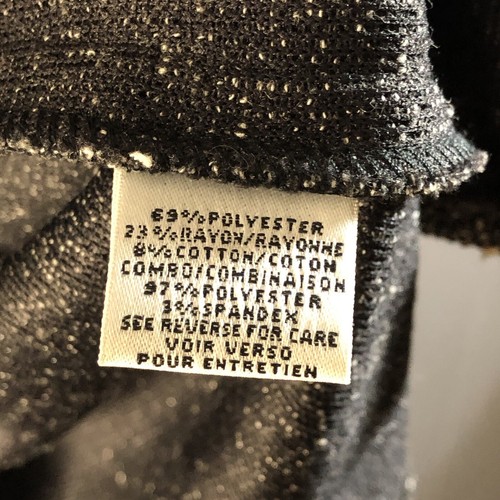 69%POLYESTER
23%RAYON/RAYONNE
8%COTTON/COTON
COMBO/COMBINAISON
97%POLYESTER
3%SPANDEX
SEE REVERSE FOR CARE
VOIR VERSO
POUR ENTRETIEN